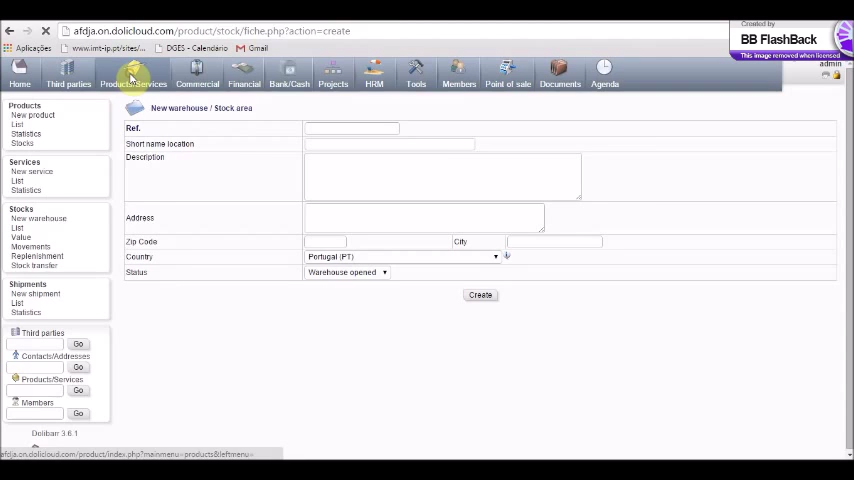 afdja.on.dolicloud.com/product/stock/fiche.php?action=create
Created by
BB FlashBack
This image removed when licensed
Aplicações www.imt-ip.pt/sites/... DGES - Calendário Gmail
admin
Home Third parties Products/Services Commercial Financial Bank/Cash Projects HRM Tools Members Point of sale Documents Agenda
Products
New product
List
Statistics
Stocks
Services
New service
List
Statistics
Stocks
New warehouse
List
Value
Movements
Replenishment
Stock transfer
Shipments
New shipment
List
Statistics
Third parties
Go
Contacts/Addresses
Go
Products/Services
Go
Members
Go
Dolibarr 3.6.1
New warehouse / Stock area
Ref.
Short name location
Description
Address
Zip Code City
Country Portugal (PT)
Status Warehouse opened
Create
afdja.on.dolicloud.com/product/index.php?mainmenu=products&leftmenu=